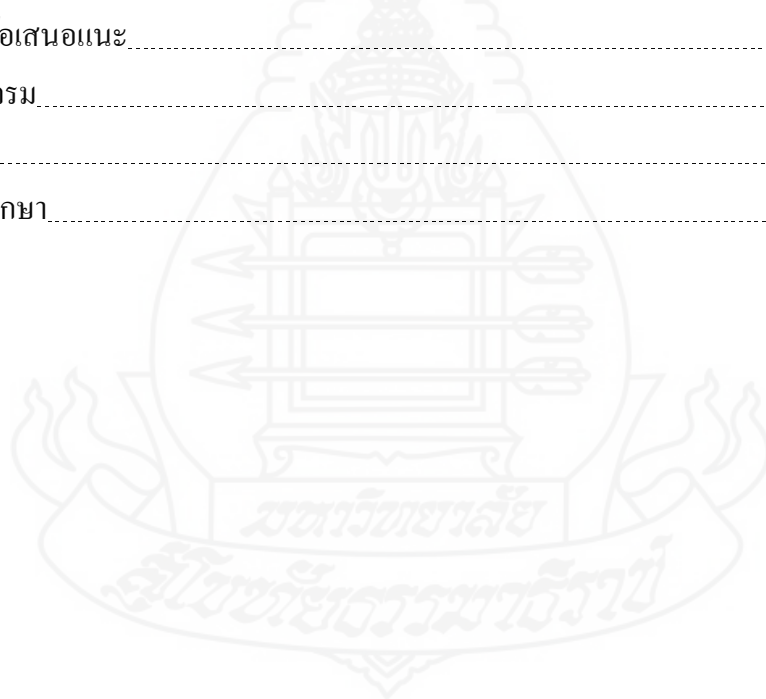 อเสนอแนะ
รรม
กษา
มหาวิทยาลัย
สุโขทัยธรรมาธิราช